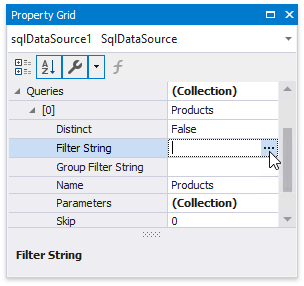 Property Grid
sqlDataSource1 SqlDataSource
Queries (Collection)
[0] Products
Distinct False
Filter String ...
Group Filter String
Name Products
Parameters (Collection)
Skip 0
Filter String